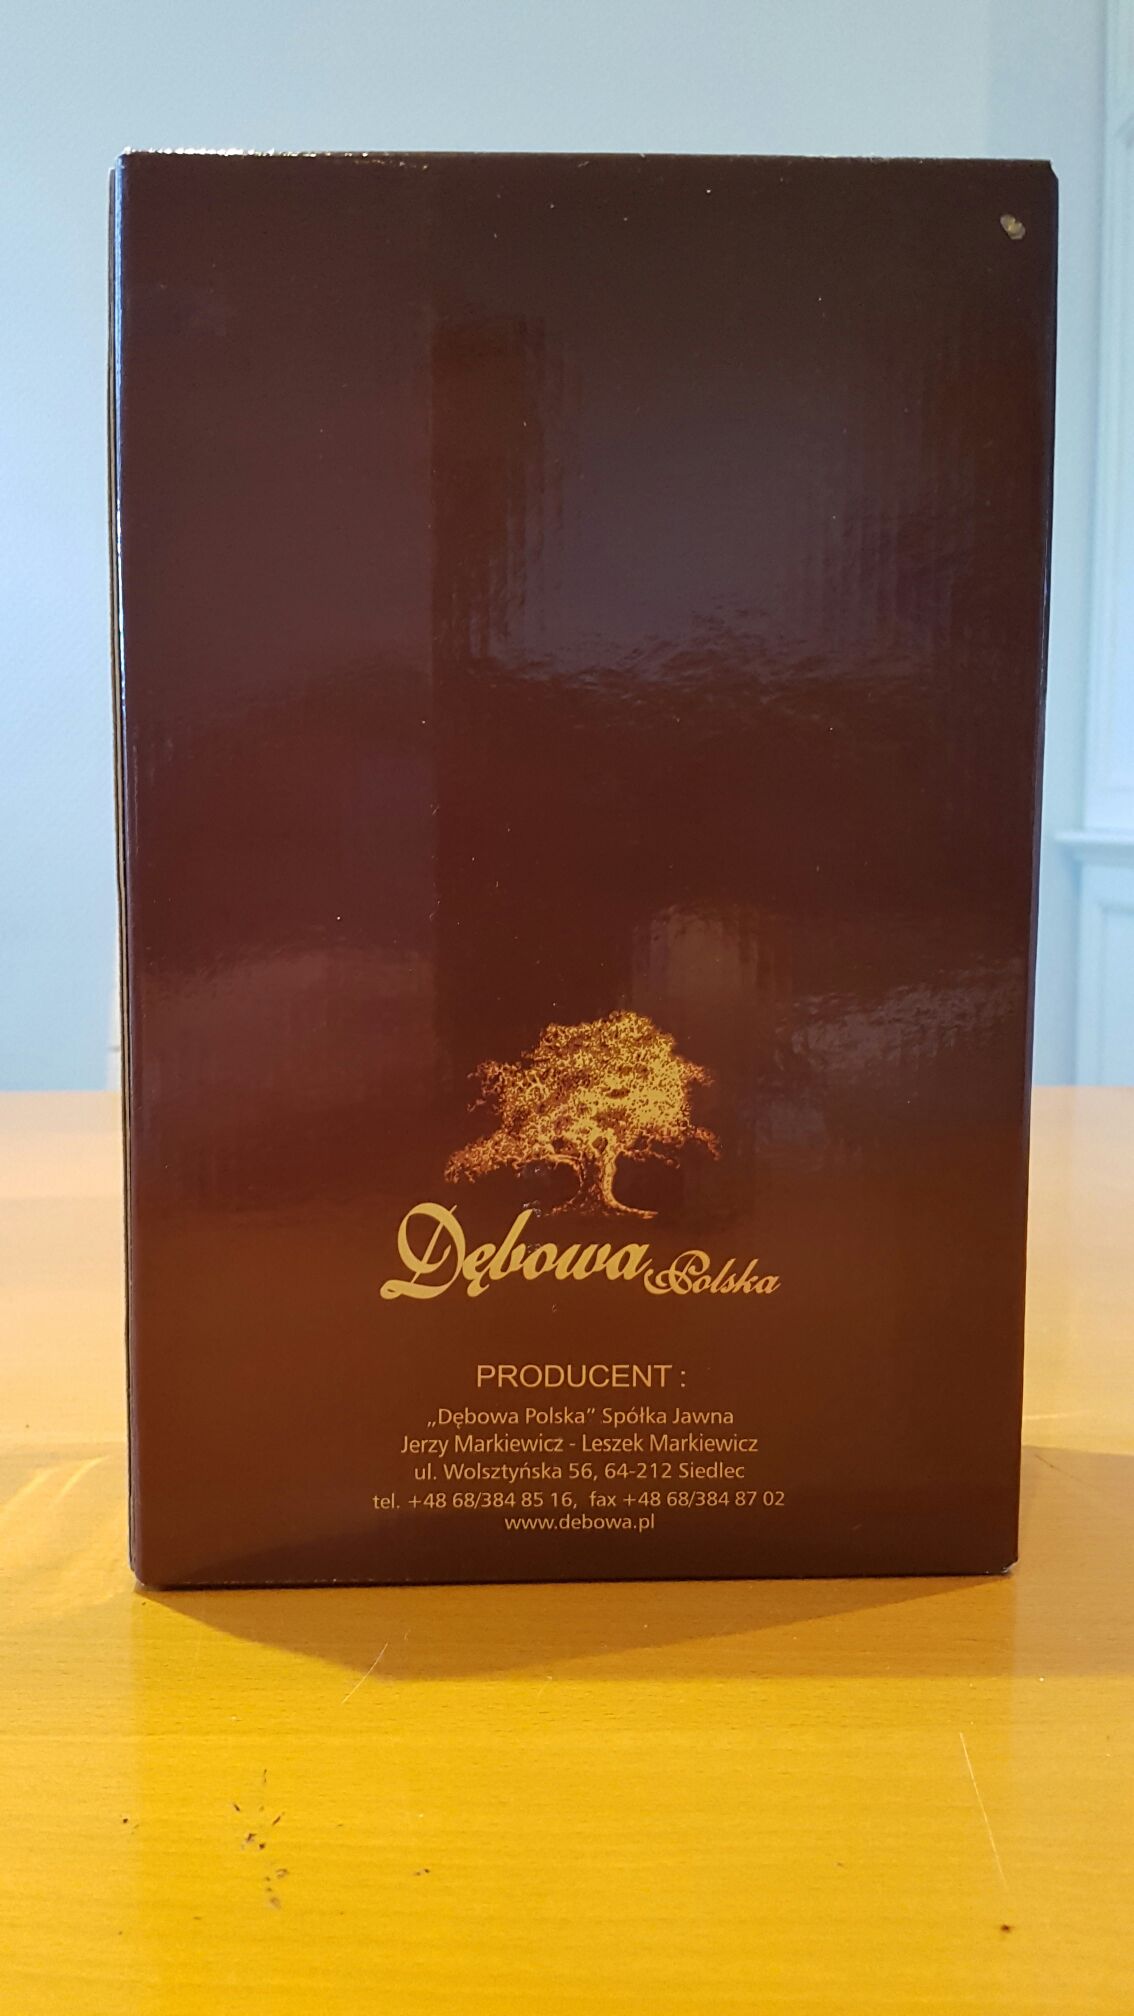 Dębowa Polska
PRODUCENT :
„Dębowa Polska” Spółka Jawna
Jerzy Markiewicz - Leszek Markiewicz
ul. Wolsztyńska 56, 64-212 Siedlec
tel. +48 68/384 85 16, fax +48 68/384 87 02
www.debowa.pl